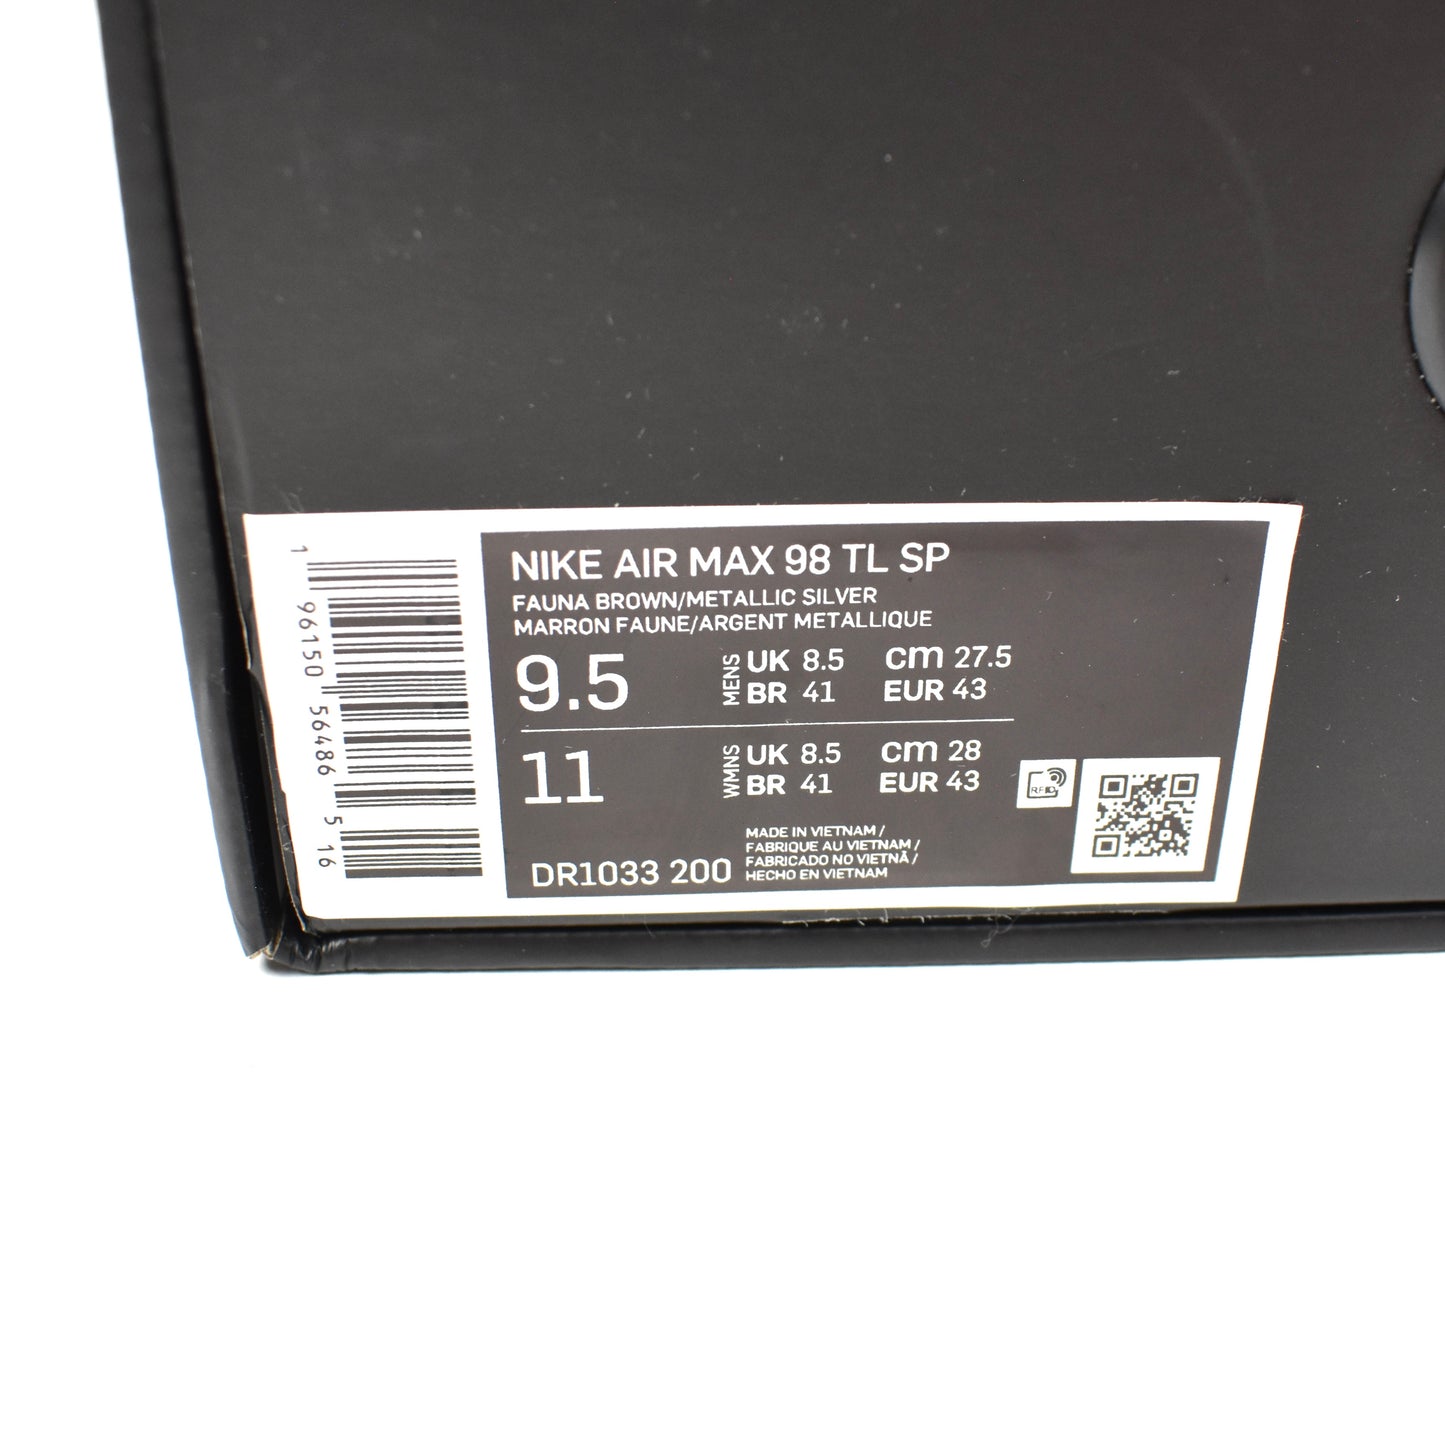 NIKE AIR MAX 98 TL SP
FAUNA BROWN/METALLIC SILVER
MARRON FAUNE/ARGENT METALLIQUE
9.5 MENS UK 8.5 cm 27.5
BR 41 EUR 43
11 WMNS UK 8.5 cm 28
BR 41 EUR 43
RFID
MADE IN VIETNAM /
FABRIQUE AU VIETNAM /
FABRICADO NO VIETNÃ /
HECHO EN VIETNAM
DR1033 200
1 96150 56486 5 16